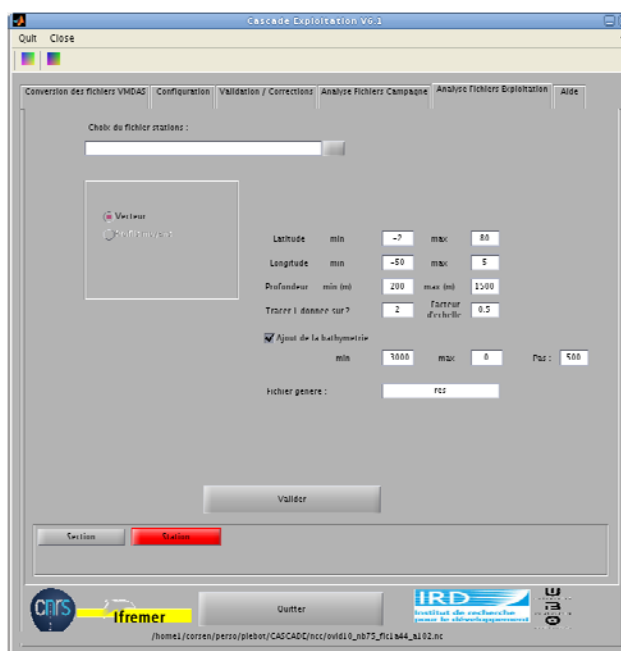 Cascade Exploitation V6.1
Quit Close
Conversion des fichiers VMDAS Configuration Validation / Corrections Analyse Fichiers Campagne Analyse Fichiers Exploitation Aide
Choix du fichier stations :
Vecteur
Latitude min -? max 80
Longitude min -50 max 5
Profondeur min (m) 200 max (m) 1500
Tracer 1 donnee sur ? 2 Facteur d'echelle 0.5
Ajout de la bathymetrie
min 3000 max 0 Pas : 500
Fichier genere : res
Valider
Section Station
cnrs
Ifremer
Quitter
IRD
Institut de recherche
pour le développement
UBO
/home1/corsen/perso/plebot/CASCADE/ncc/ovid10_nb75_fic1a44_a102.nc